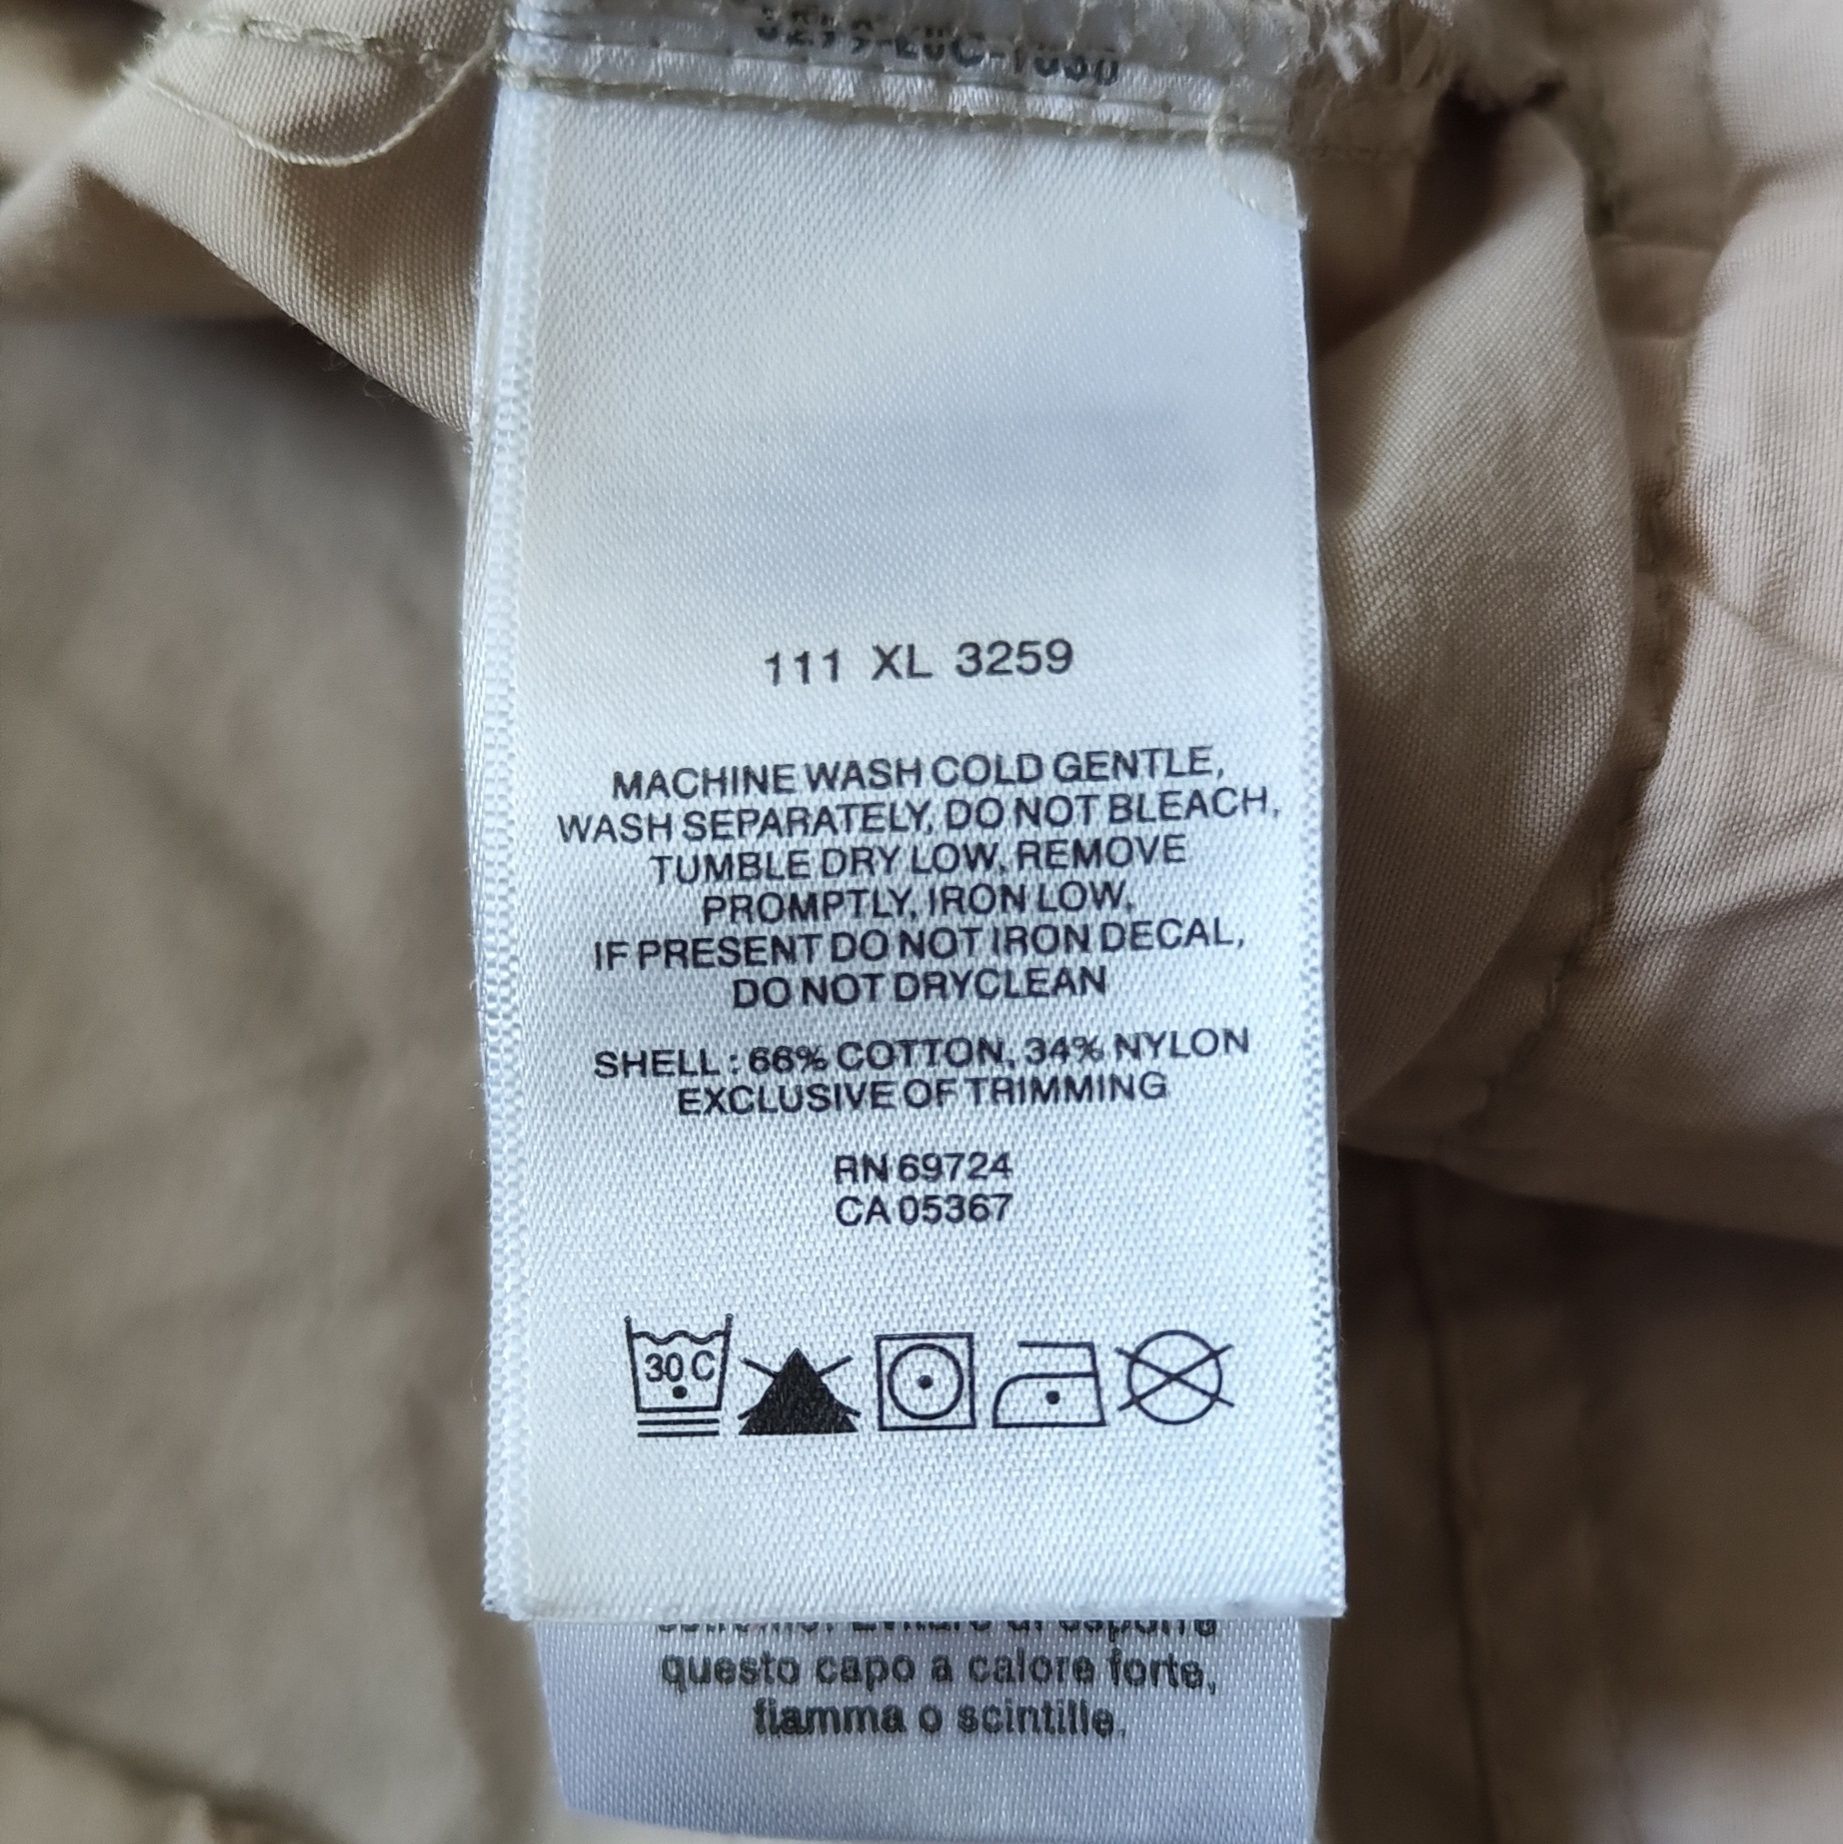 111 XL 3259
MACHINE WASH COLD GENTLE,
WASH SEPARATELY, DO NOT BLEACH,
TUMBLE DRY LOW, REMOVE
PROMPTLY, IRON LOW,
IF PRESENT DO NOT IRON DECAL,
DO NOT DRYCLEAN
SHELL : 66% COTTON, 34% NYLON
EXCLUSIVE OF TRIMMING
RN 69724
CA 05367
30 C
questo capo a calore forte,
fiamma o scintille.